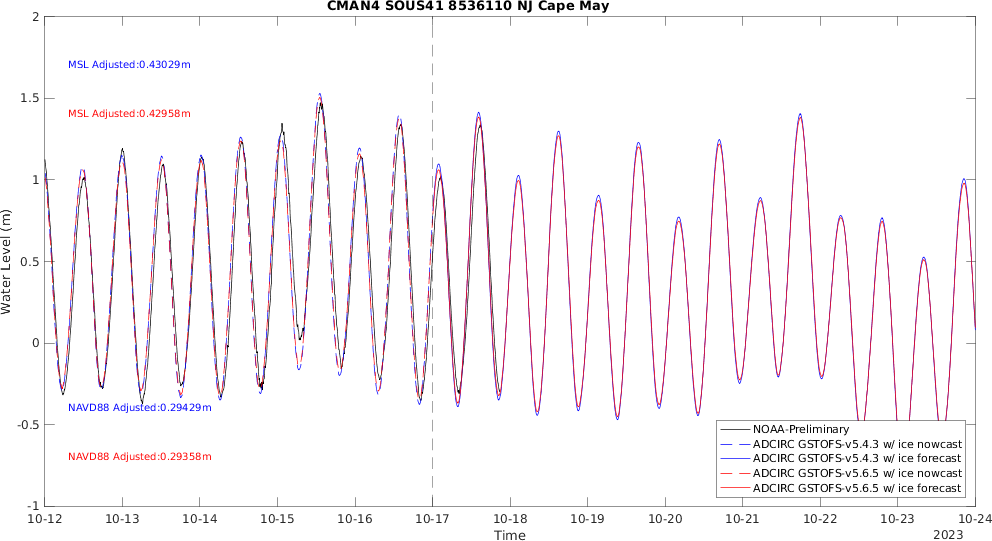 CMAN4 SOUS41 8536110 NJ Cape May
2
MSL Adjusted:0.43029m
1.5
MSL Adjusted:0.42958m
1
Water Level (m)
0.5
0
NAVD88 Adjusted:0.29429m
-0.5
NAVD88 Adjusted:0.29358m
NOAA-Preliminary
ADCIRC GSTOFS-v5.4.3 w/ ice nowcast
ADCIRC GSTOFS-v5.4.3 w/ ice forecast
ADCIRC GSTOFS-v5.6.5 w/ ice nowcast
ADCIRC GSTOFS-v5.6.5 w/ ice forecast
-1
10-12 10-13 10-14 10-15 10-16 10-17 10-18 10-19 10-20 10-21 10-22 10-23 10-24
Time
2023